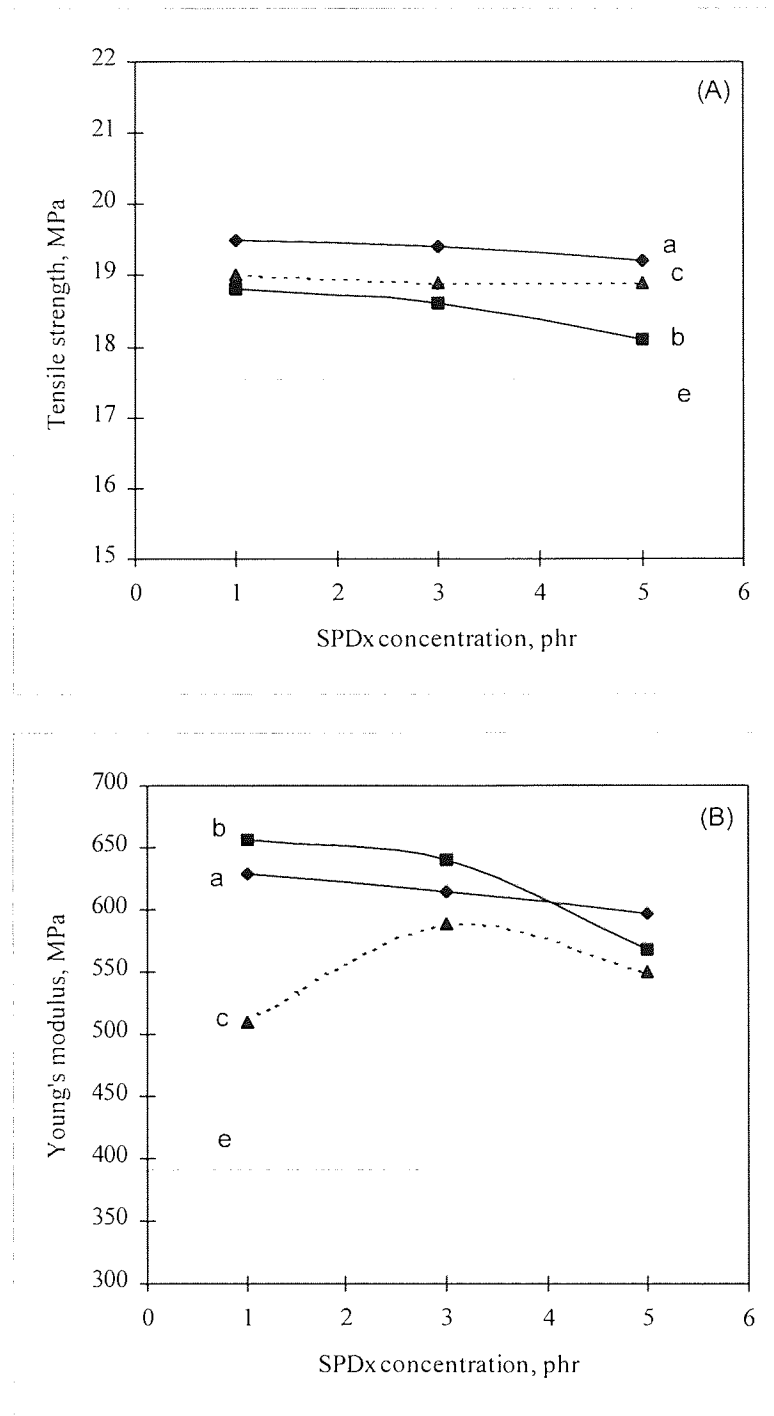 (A)
22
21
20
19
18
17
16
15
Tensile strength, MPa
a
c
b
e
0 1 2 3 4 5 6
SPDx concentration, phr
(B)
700
650
600
550
500
450
400
350
300
Young's modulus, MPa
b
a
c
e
0 1 2 3 4 5 6
SPDx concentration, phr